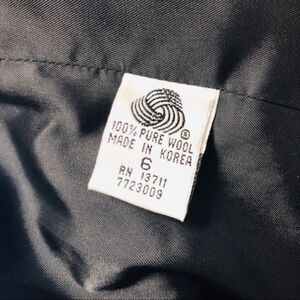 ®
100% PURE WOOL
MADE IN KOREA
6
RN 13711
7723009